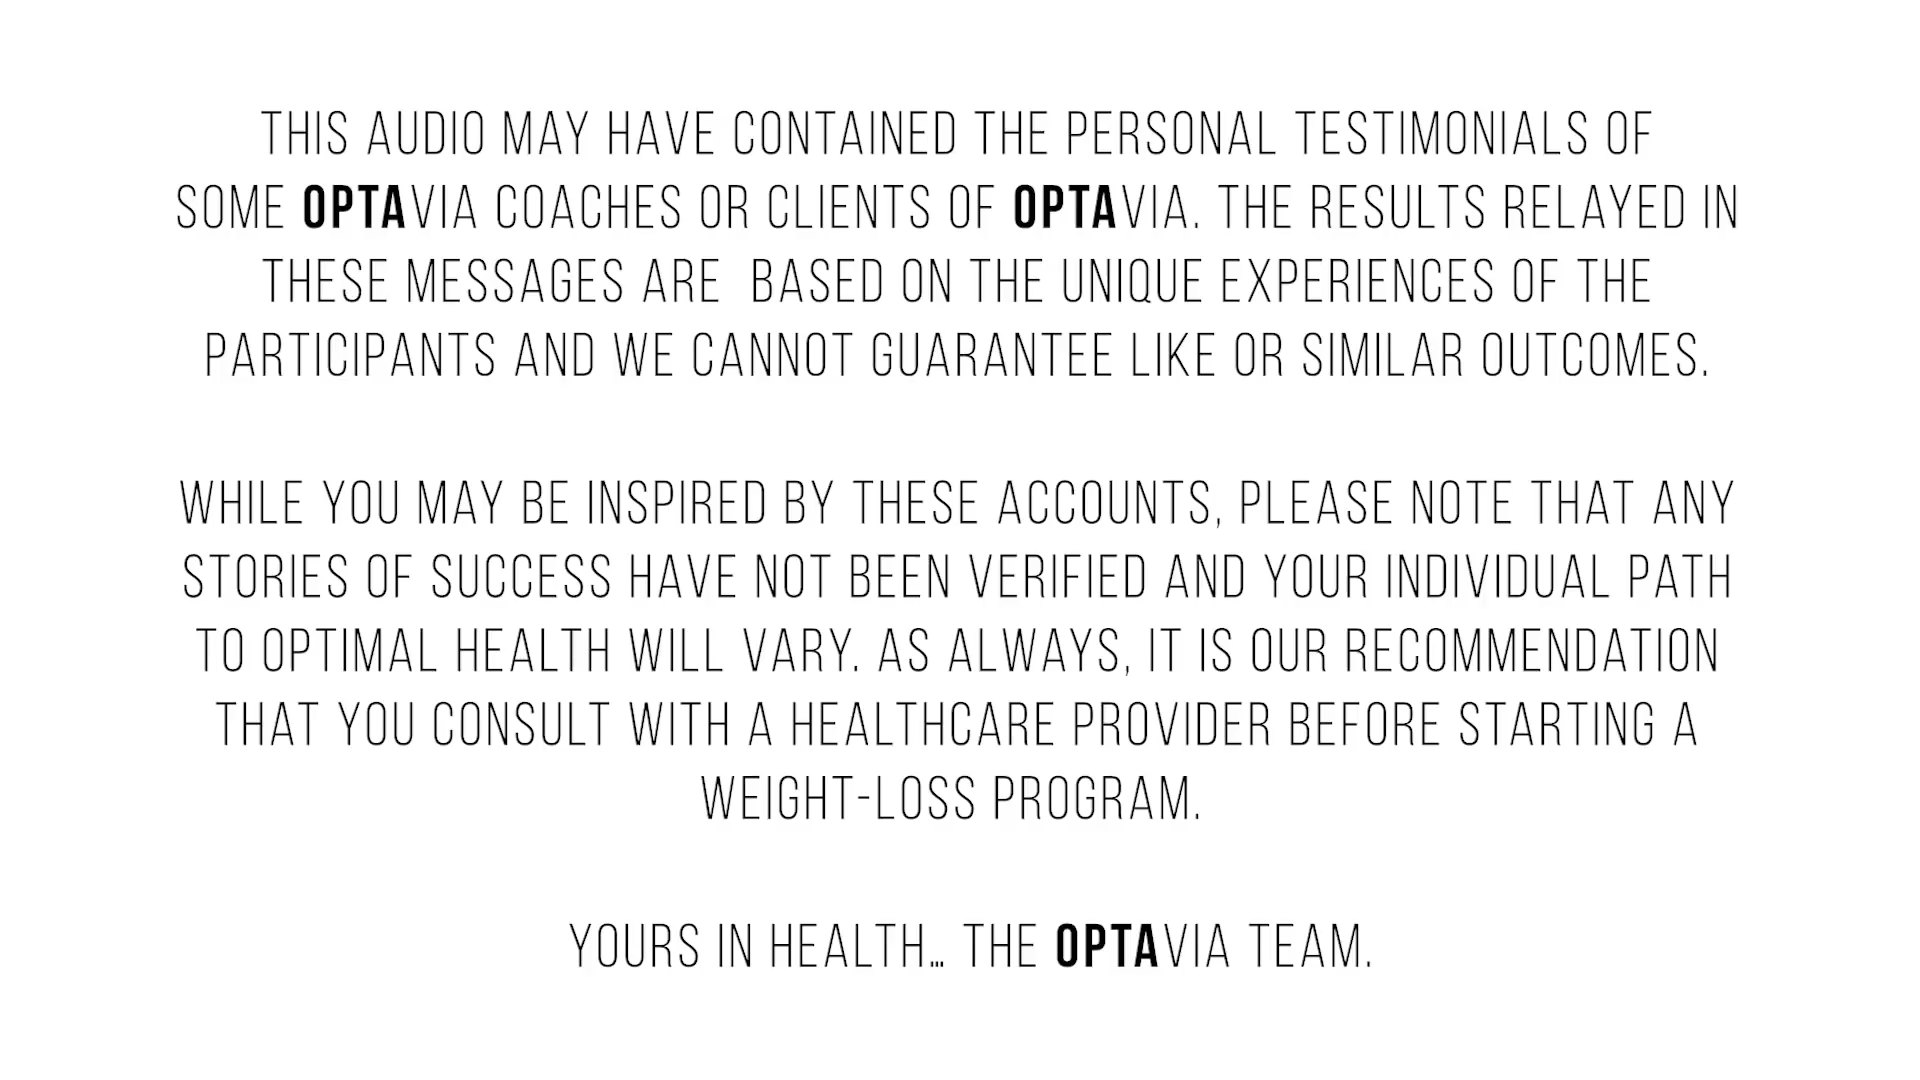 THIS AUDIO MAY HAVE CONTAINED THE PERSONAL TESTIMONIALS OF
SOME OPTAVIA COACHES OR CLIENTS OF OPTAVIA. THE RESULTS RELAYED IN
THESE MESSAGES ARE  BASED ON THE UNIQUE EXPERIENCES OF THE
PARTICIPANTS AND WE CANNOT GUARANTEE LIKE OR SIMILAR OUTCOMES.
WHILE YOU MAY BE INSPIRED BY THESE ACCOUNTS, PLEASE NOTE THAT ANY
STORIES OF SUCCESS HAVE NOT BEEN VERIFIED AND YOUR INDIVIDUAL PATH
TO OPTIMAL HEALTH WILL VARY. AS ALWAYS, IT IS OUR RECOMMENDATION
THAT YOU CONSULT WITH A HEALTHCARE PROVIDER BEFORE STARTING A
WEIGHT-LOSS PROGRAM.
YOURS IN HEALTH… THE OPTAVIA TEAM.